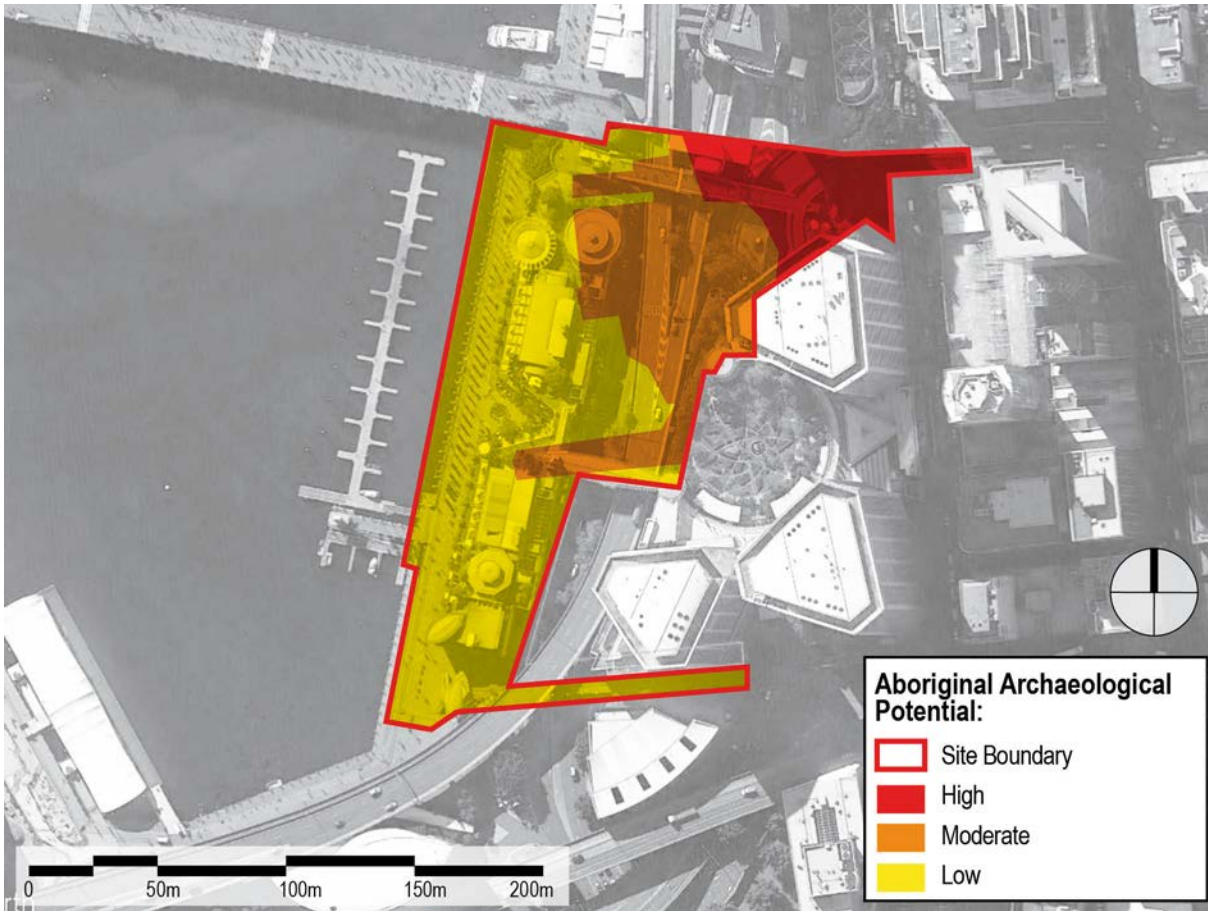 Aboriginal Archaeological
Potential:
Site Boundary
High
Moderate
Low
0 50m 100m 150m 200m